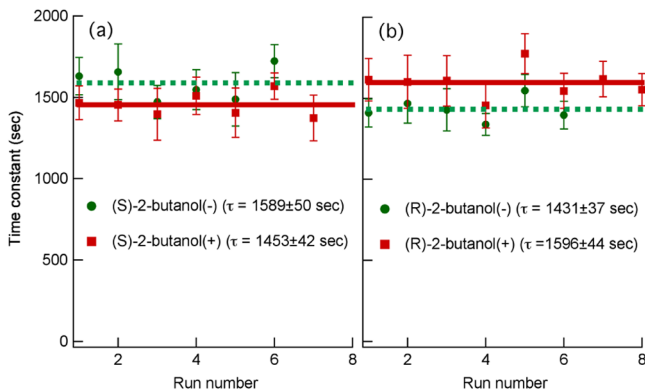 2000
1500
1000
500
0
Time constant (sec)
(a)
(S)-2-butanol(-) (τ = 1589±50 sec)
(S)-2-butanol(+) (τ = 1453±42 sec)
2 4 6 8
Run number
(b)
(R)-2-butanol(-) (τ = 1431±37 sec)
(R)-2-butanol(+) (τ =1596±44 sec)
2 4 6 8
Run number